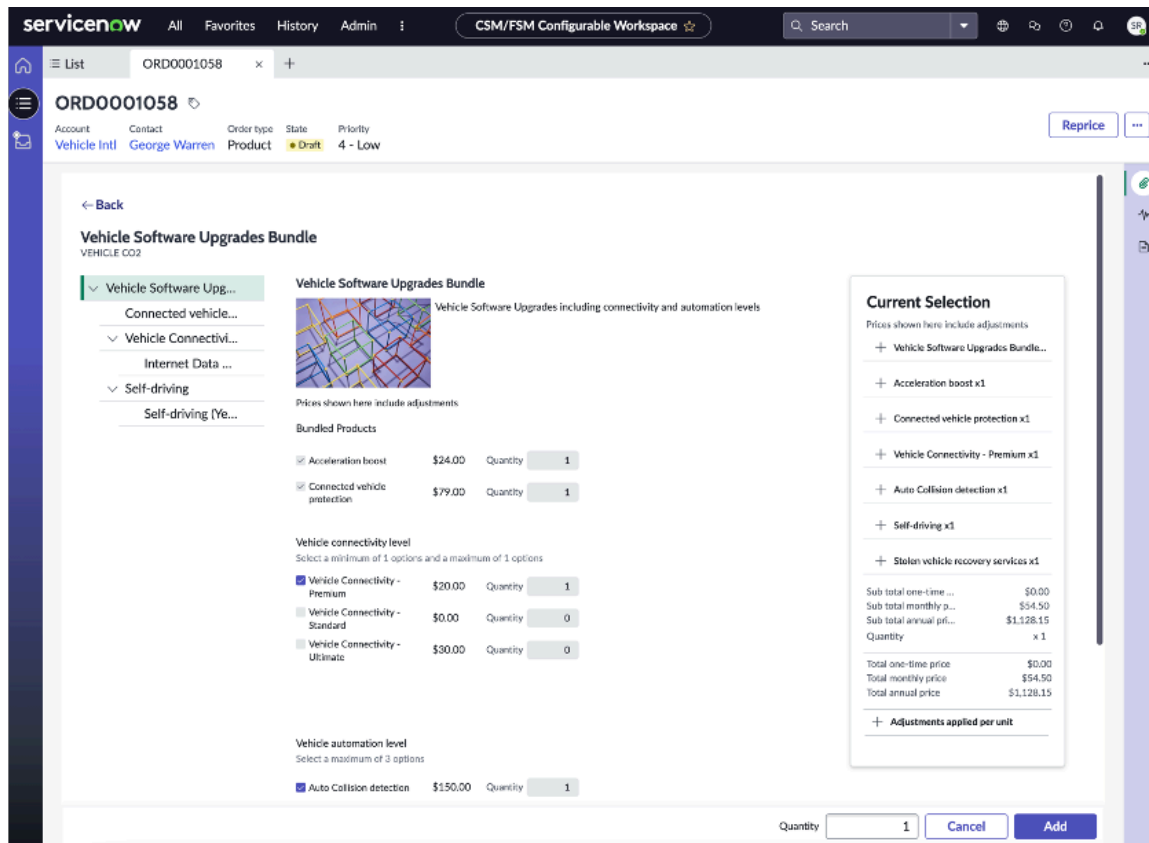 servicenow All Favorites History Admin CSM/FSM Configurable Workspace Search SR
List ORD0001058 × +
ORD0001058
Account Contact Order type State Priority
Vehicle Intl George Warren Product Draft 4 - Low
Reprice ...
← Back
Vehicle Software Upgrades Bundle
VEHICLE CO2
Vehicle Software Upg...
Connected vehicle...
Vehicle Connectivi...
Internet Data ...
Self-driving
Self-driving (Ye...
Vehicle Software Upgrades Bundle
Vehicle Software Upgrades including connectivity and automation levels
Prices shown here include adjustments
Bundled Products
Acceleration boost $24.00 Quantity 1
Connected vehicle
protection $79.00 Quantity 1
Vehicle connectivity level
Select a minimum of 1 options and a maximum of 1 options
Vehicle Connectivity -
Premium $20.00 Quantity 1
Vehicle Connectivity -
Standard $0.00 Quantity 0
Vehicle Connectivity -
Ultimate $30.00 Quantity 0
Vehicle automation level
Select a maximum of 3 options
Auto Collision detection $150.00 Quantity 1
Current Selection
Prices shown here include adjustments
+ Vehicle Software Upgrades Bundle...
+ Acceleration boost x1
+ Connected vehicle protection x1
+ Vehicle Connectivity - Premium x1
+ Auto Collision detection x1
+ Self-driving x1
+ Stolen vehicle recovery services x1
Sub total one-time ... $0.00
Sub total monthly p... $54.50
Sub total annual pri... $1,128.15
Quantity x 1
Total one-time price $0.00
Total monthly price $54.50
Total annual price $1,128.15
+ Adjustments applied per unit
Quantity 1 Cancel Add